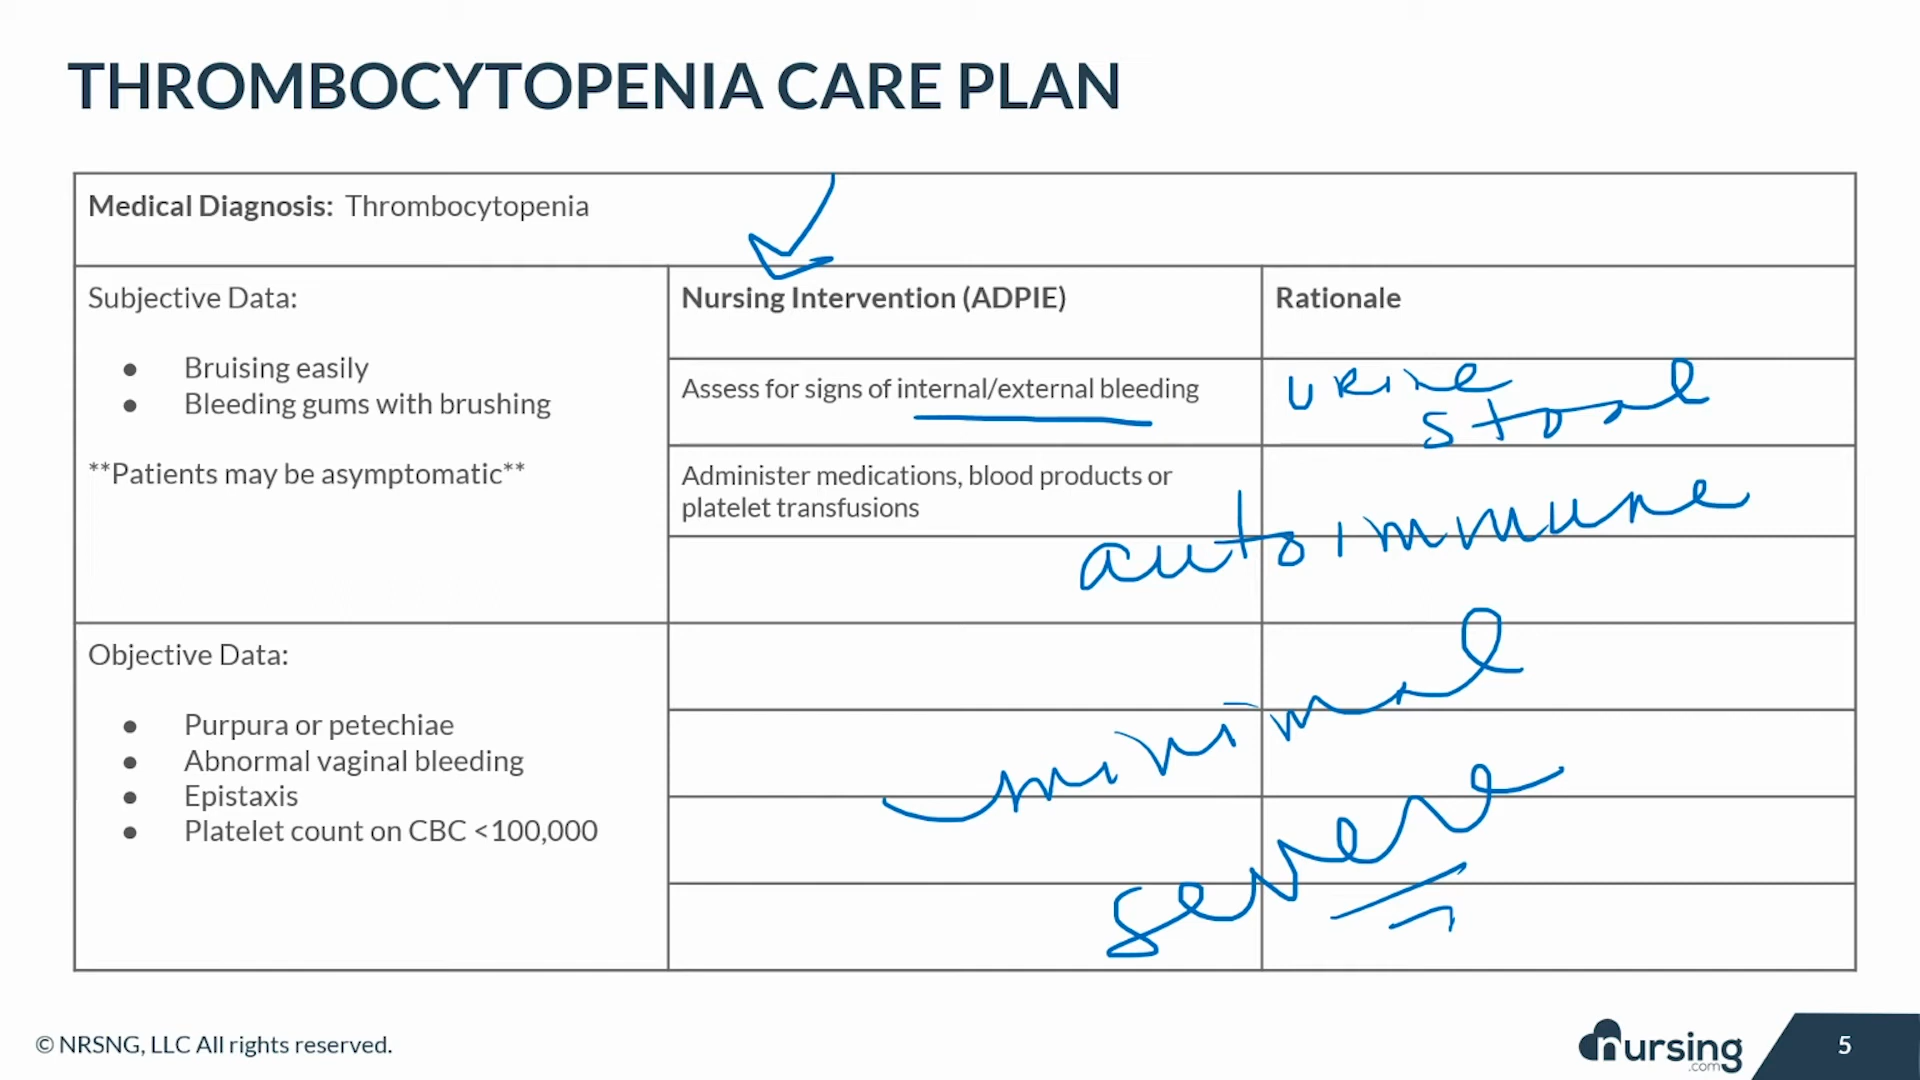 THROMBOCYTOPENIA CARE PLAN
Medical Diagnosis: Thrombocytopenia
Subjective Data:
● Bruising easily
● Bleeding gums with brushing
**Patients may be asymptomatic**
Objective Data:
● Purpura or petechiae
● Abnormal vaginal bleeding
● Epistaxis
● Platelet count on CBC <100,000
Nursing Intervention (ADPIE)
Rationale
Assess for signs of internal/external bleeding
urine
stool
Administer medications, blood products or
platelet transfusions
autoimmune
minimal
severe
© NRSNG, LLC All rights reserved.
nursing
.com
5